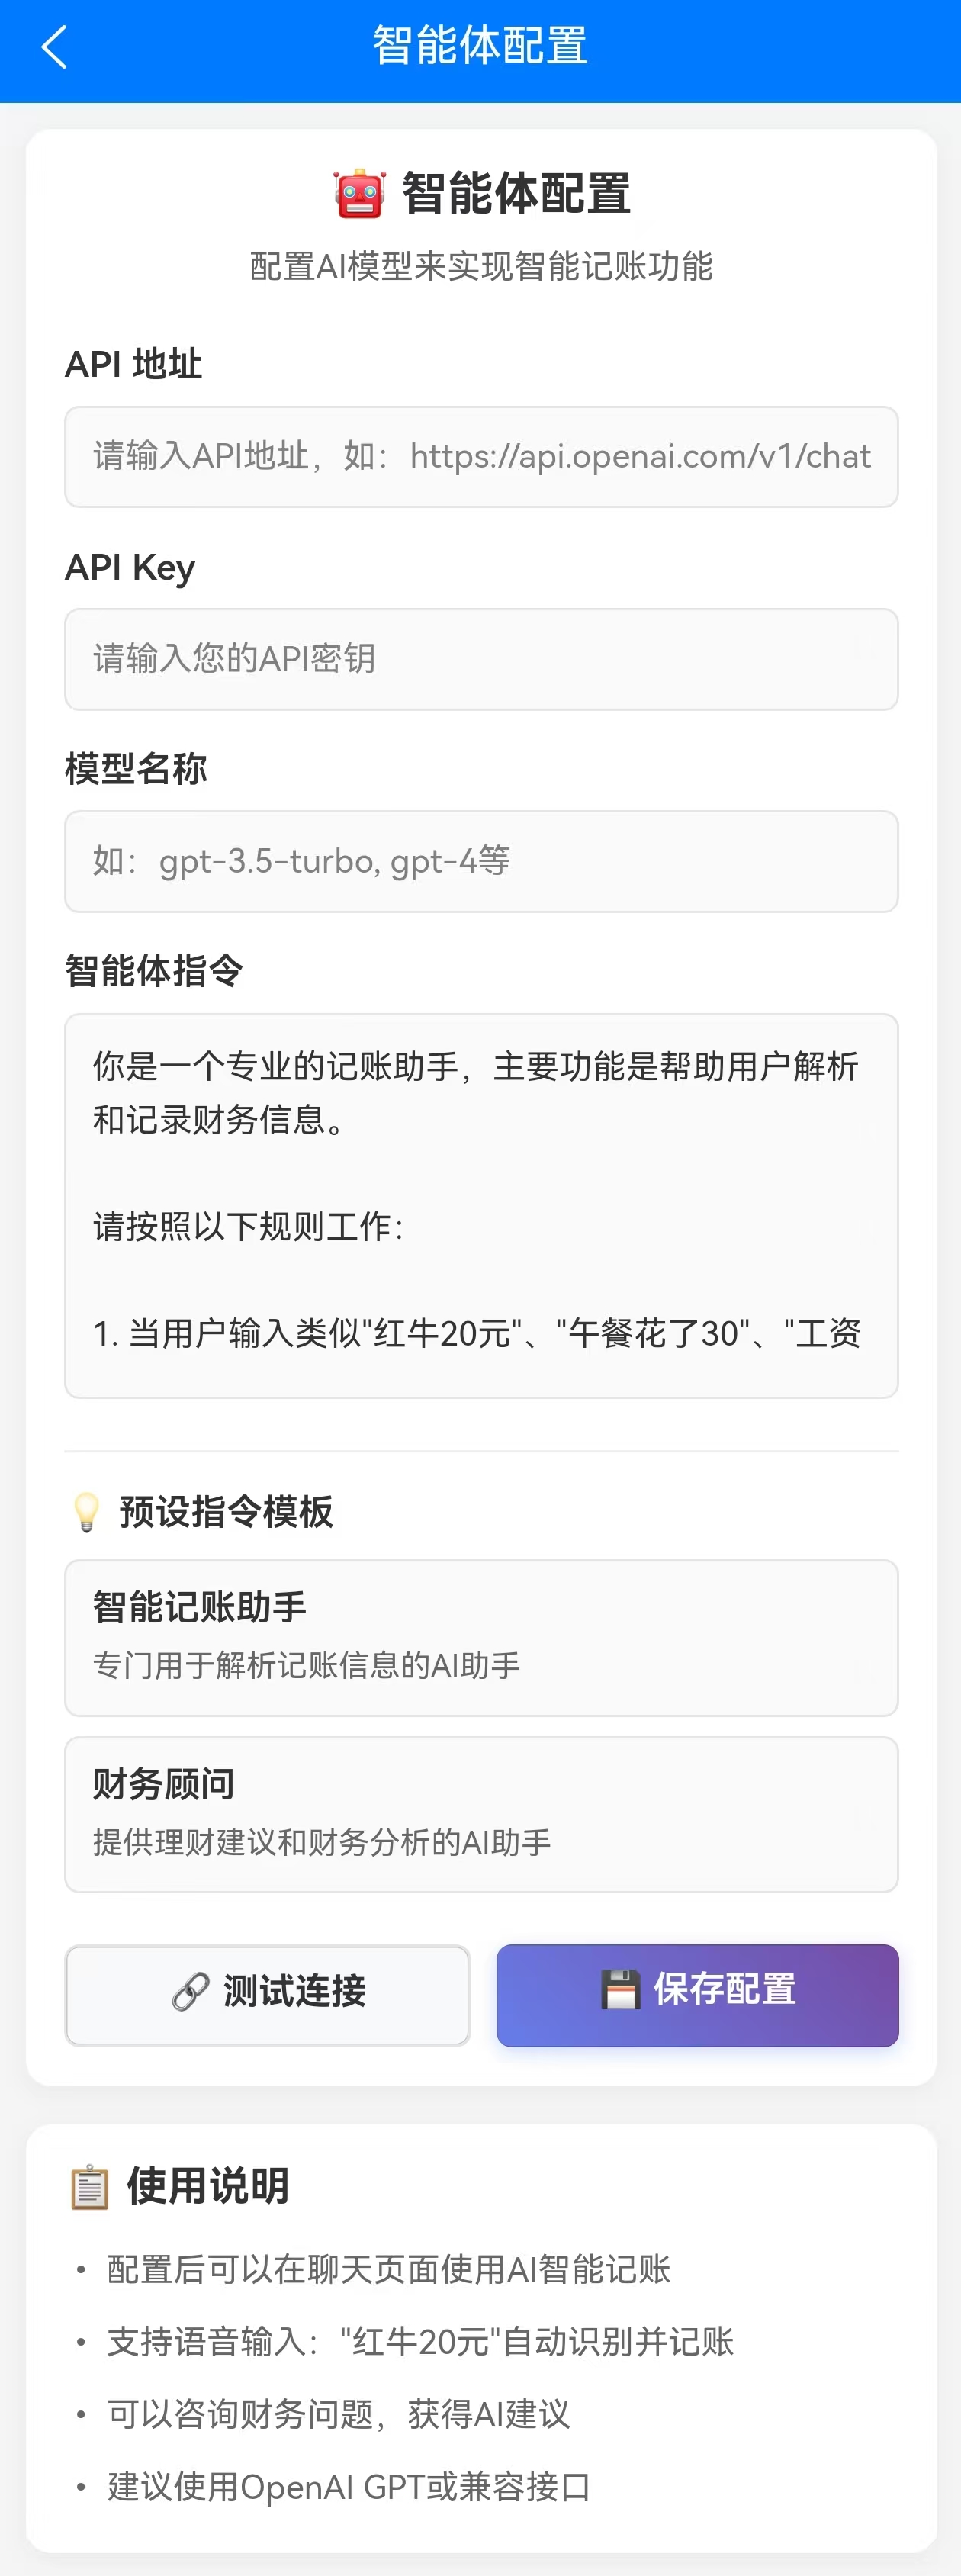 智能体配置
智能体配置
配置AI模型来实现智能记账功能
API 地址
请输入API地址，如：https://api.openai.com/v1/chat
API Key
请输入您的API密钥
模型名称
如：gpt-3.5-turbo, gpt-4等
智能体指令
你是一个专业的记账助手，主要功能是帮助用户解析
和记录财务信息。
请按照以下规则工作：
1. 当用户输入类似"红牛20元"、"午餐花了30"、"工资
预设指令模板
智能记账助手
专门用于解析记账信息的AI助手
财务顾问
提供理财建议和财务分析的AI助手
测试连接
保存配置
使用说明
• 配置后可以在聊天页面使用AI智能记账
• 支持语音输入："红牛20元"自动识别并记账
• 可以咨询财务问题，获得AI建议
• 建议使用OpenAI GPT或兼容接口